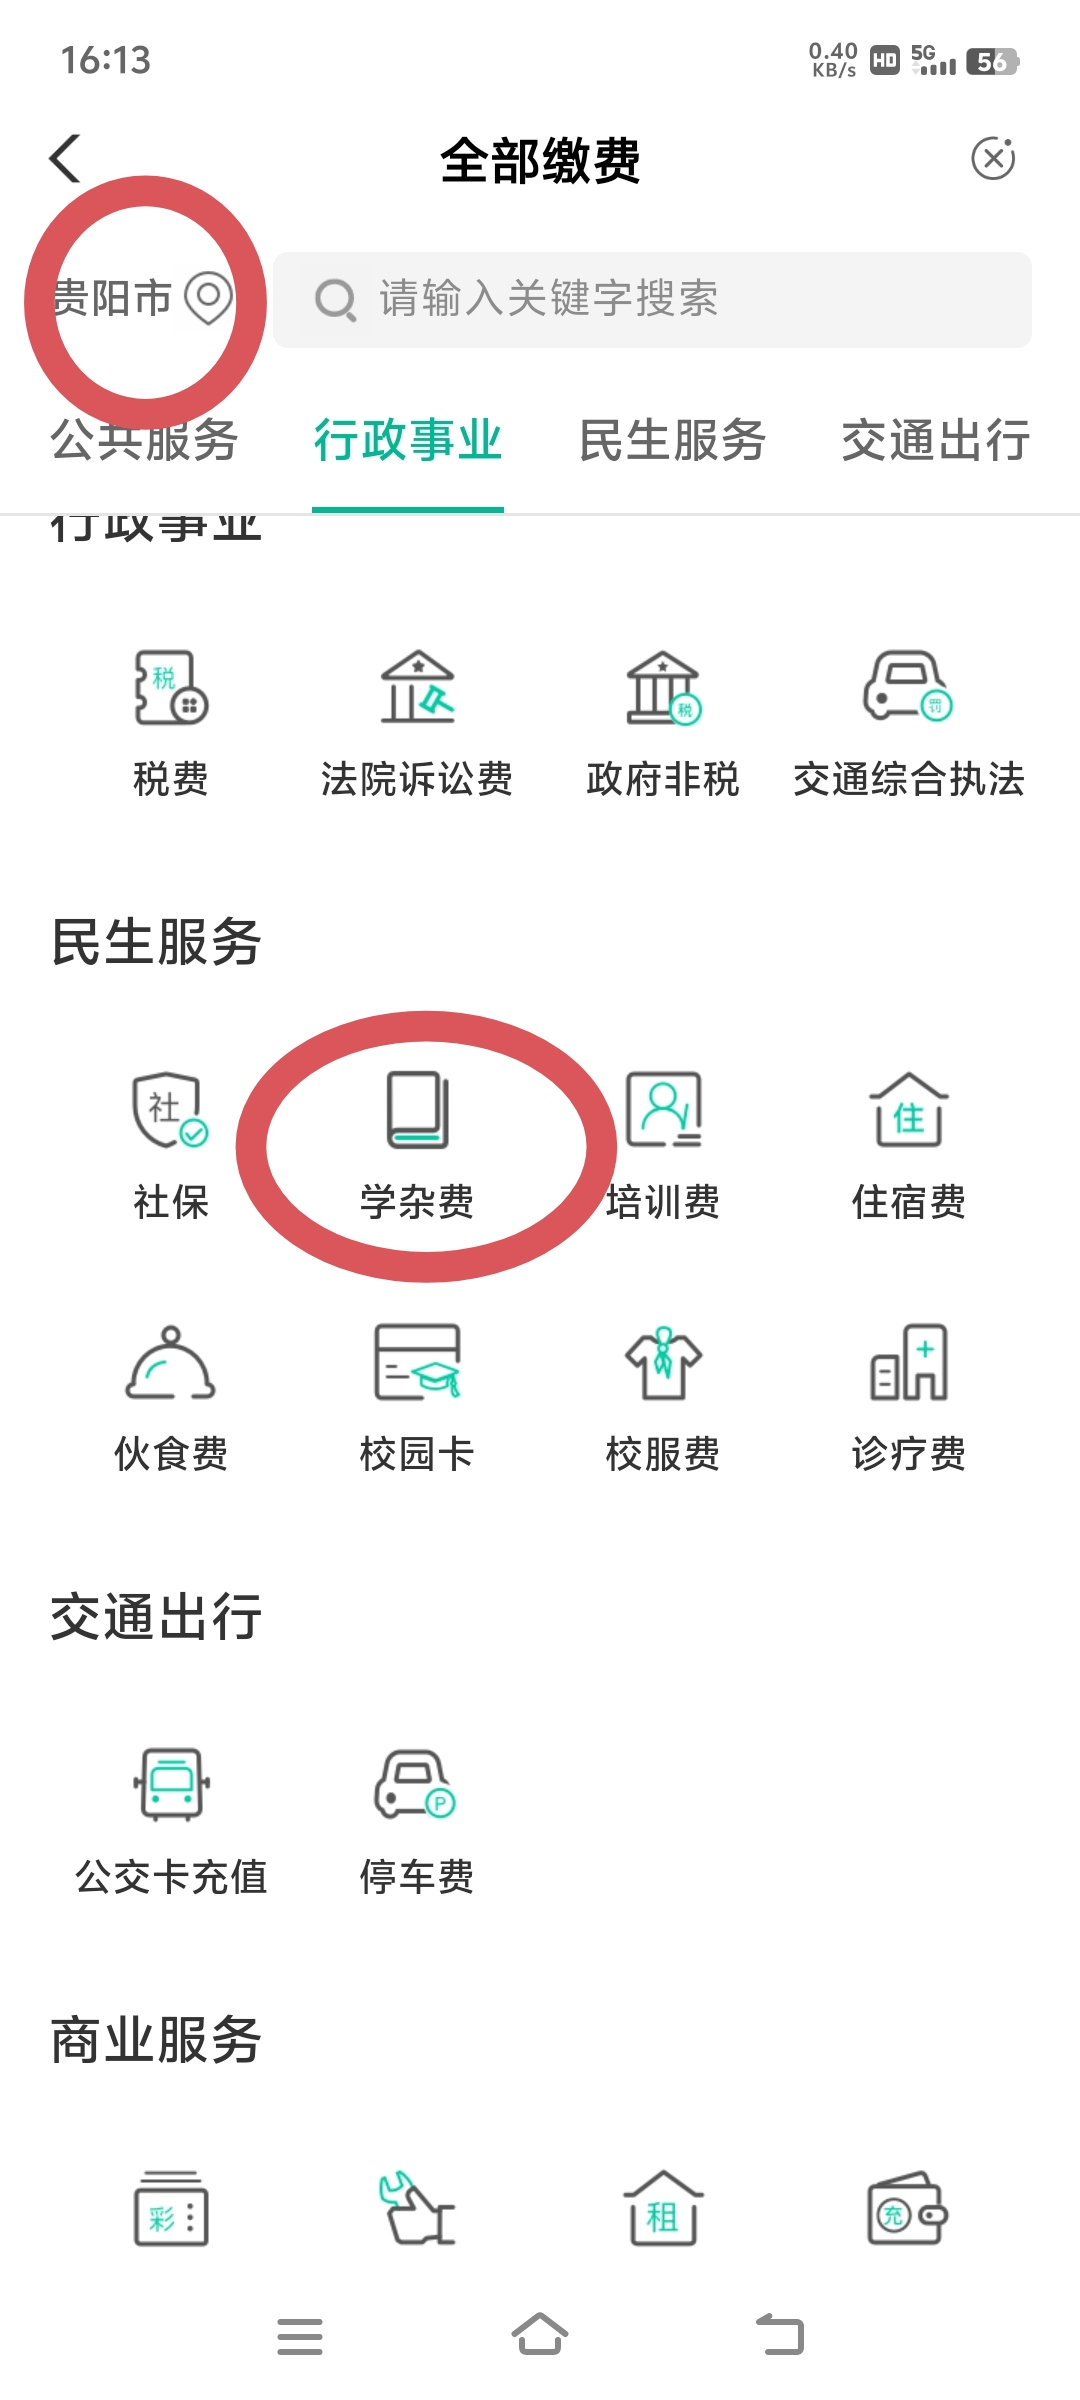 16:13
0.40 KB/s HD 5G 56
全部缴费
贵阳市 请输入关键字搜索
公共服务 行政事业 民生服务 交通出行
行政事业
税 税 罚
税费 法院诉讼费 政府非税 交通综合执法
民生服务
社 住
社保 学杂费 培训费 住宿费
伙食费 校园卡 校服费 诊疗费
交通出行
P
公交卡充值 停车费
商业服务
彩 租 充